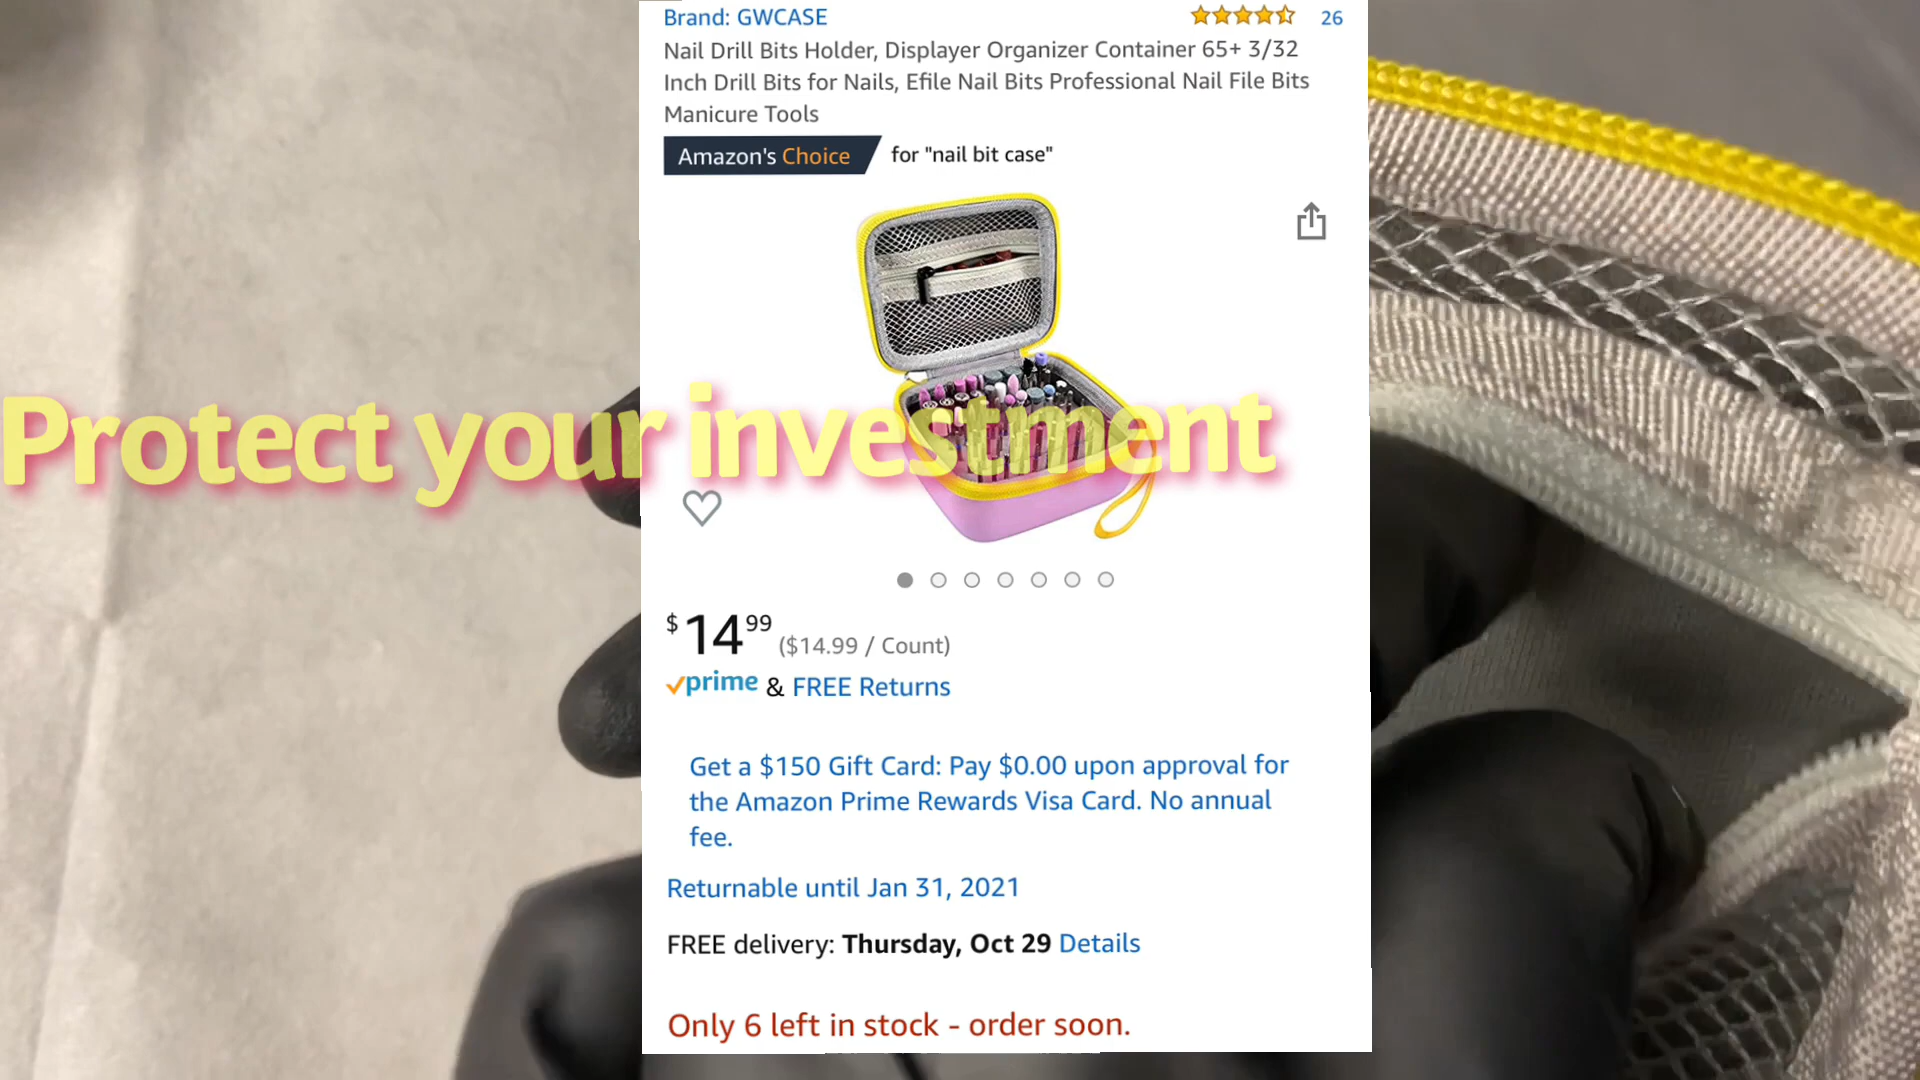 Brand: GWCASE
26
Nail Drill Bits Holder, Displayer Organizer Container 65+ 3/32
Inch Drill Bits for Nails, Efile Nail Bits Professional Nail File Bits
Manicure Tools
Amazon's Choice for "nail bit case"
Protect your investment
$14.99 ($14.99 / Count)
prime & FREE Returns
Get a $150 Gift Card: Pay $0.00 upon approval for
the Amazon Prime Rewards Visa Card. No annual
fee.
Returnable until Jan 31, 2021
FREE delivery: Thursday, Oct 29 Details
Only 6 left in stock - order soon.